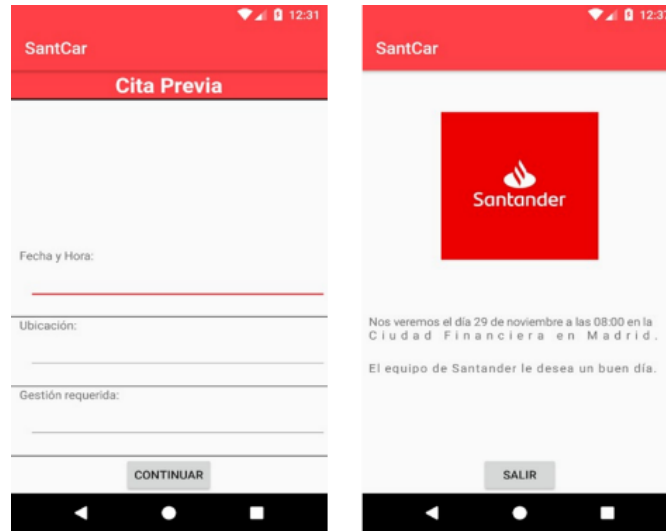 12:31
SantCar
Cita Previa
Fecha y Hora:
Ubicación:
Gestión requerida:
CONTINUAR
12:37
SantCar
Santander
Nos veremos el día 29 de noviembre a las 08:00 en la
Ciudad Financiera en Madrid.
El equipo de Santander le desea un buen día.
SALIR